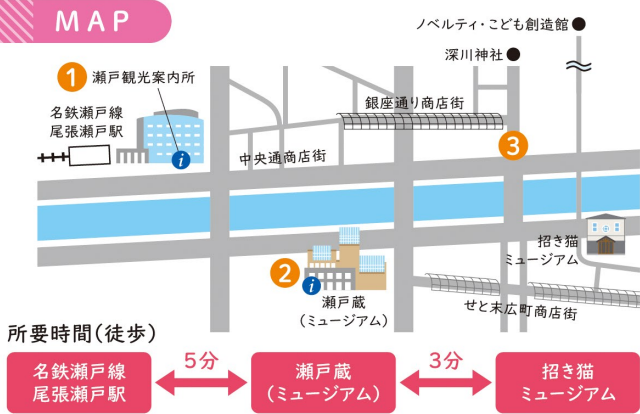 MAP
ノベルティ・こども創造館
深川神社
1 瀬戸観光案内所
名鉄瀬戸線
尾張瀬戸駅
銀座通り商店街
中央通商店街
i
3
招き猫
ミュージアム
2
i
瀬戸蔵
(ミュージアム)
せと末広町商店街
所要時間(徒歩)
名鉄瀬戸線
尾張瀬戸駅
5分
瀬戸蔵
(ミュージアム)
3分
招き猫
ミュージアム